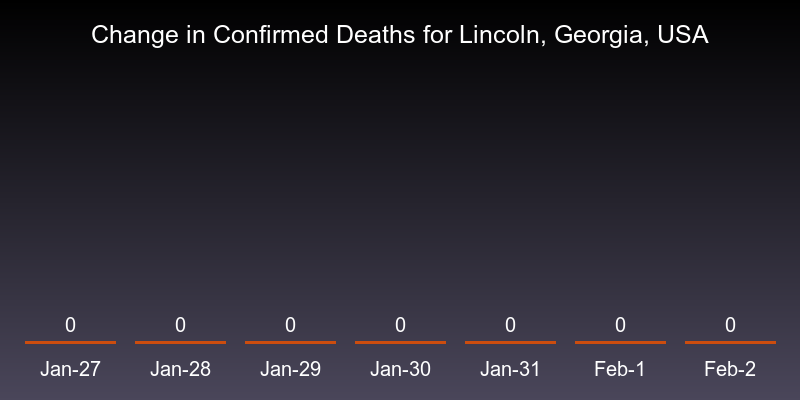 Change in Confirmed Deaths for Lincoln, Georgia, USA
0 0 0 0 0 0 0
Jan-27 Jan-28 Jan-29 Jan-30 Jan-31 Feb-1 Feb-2